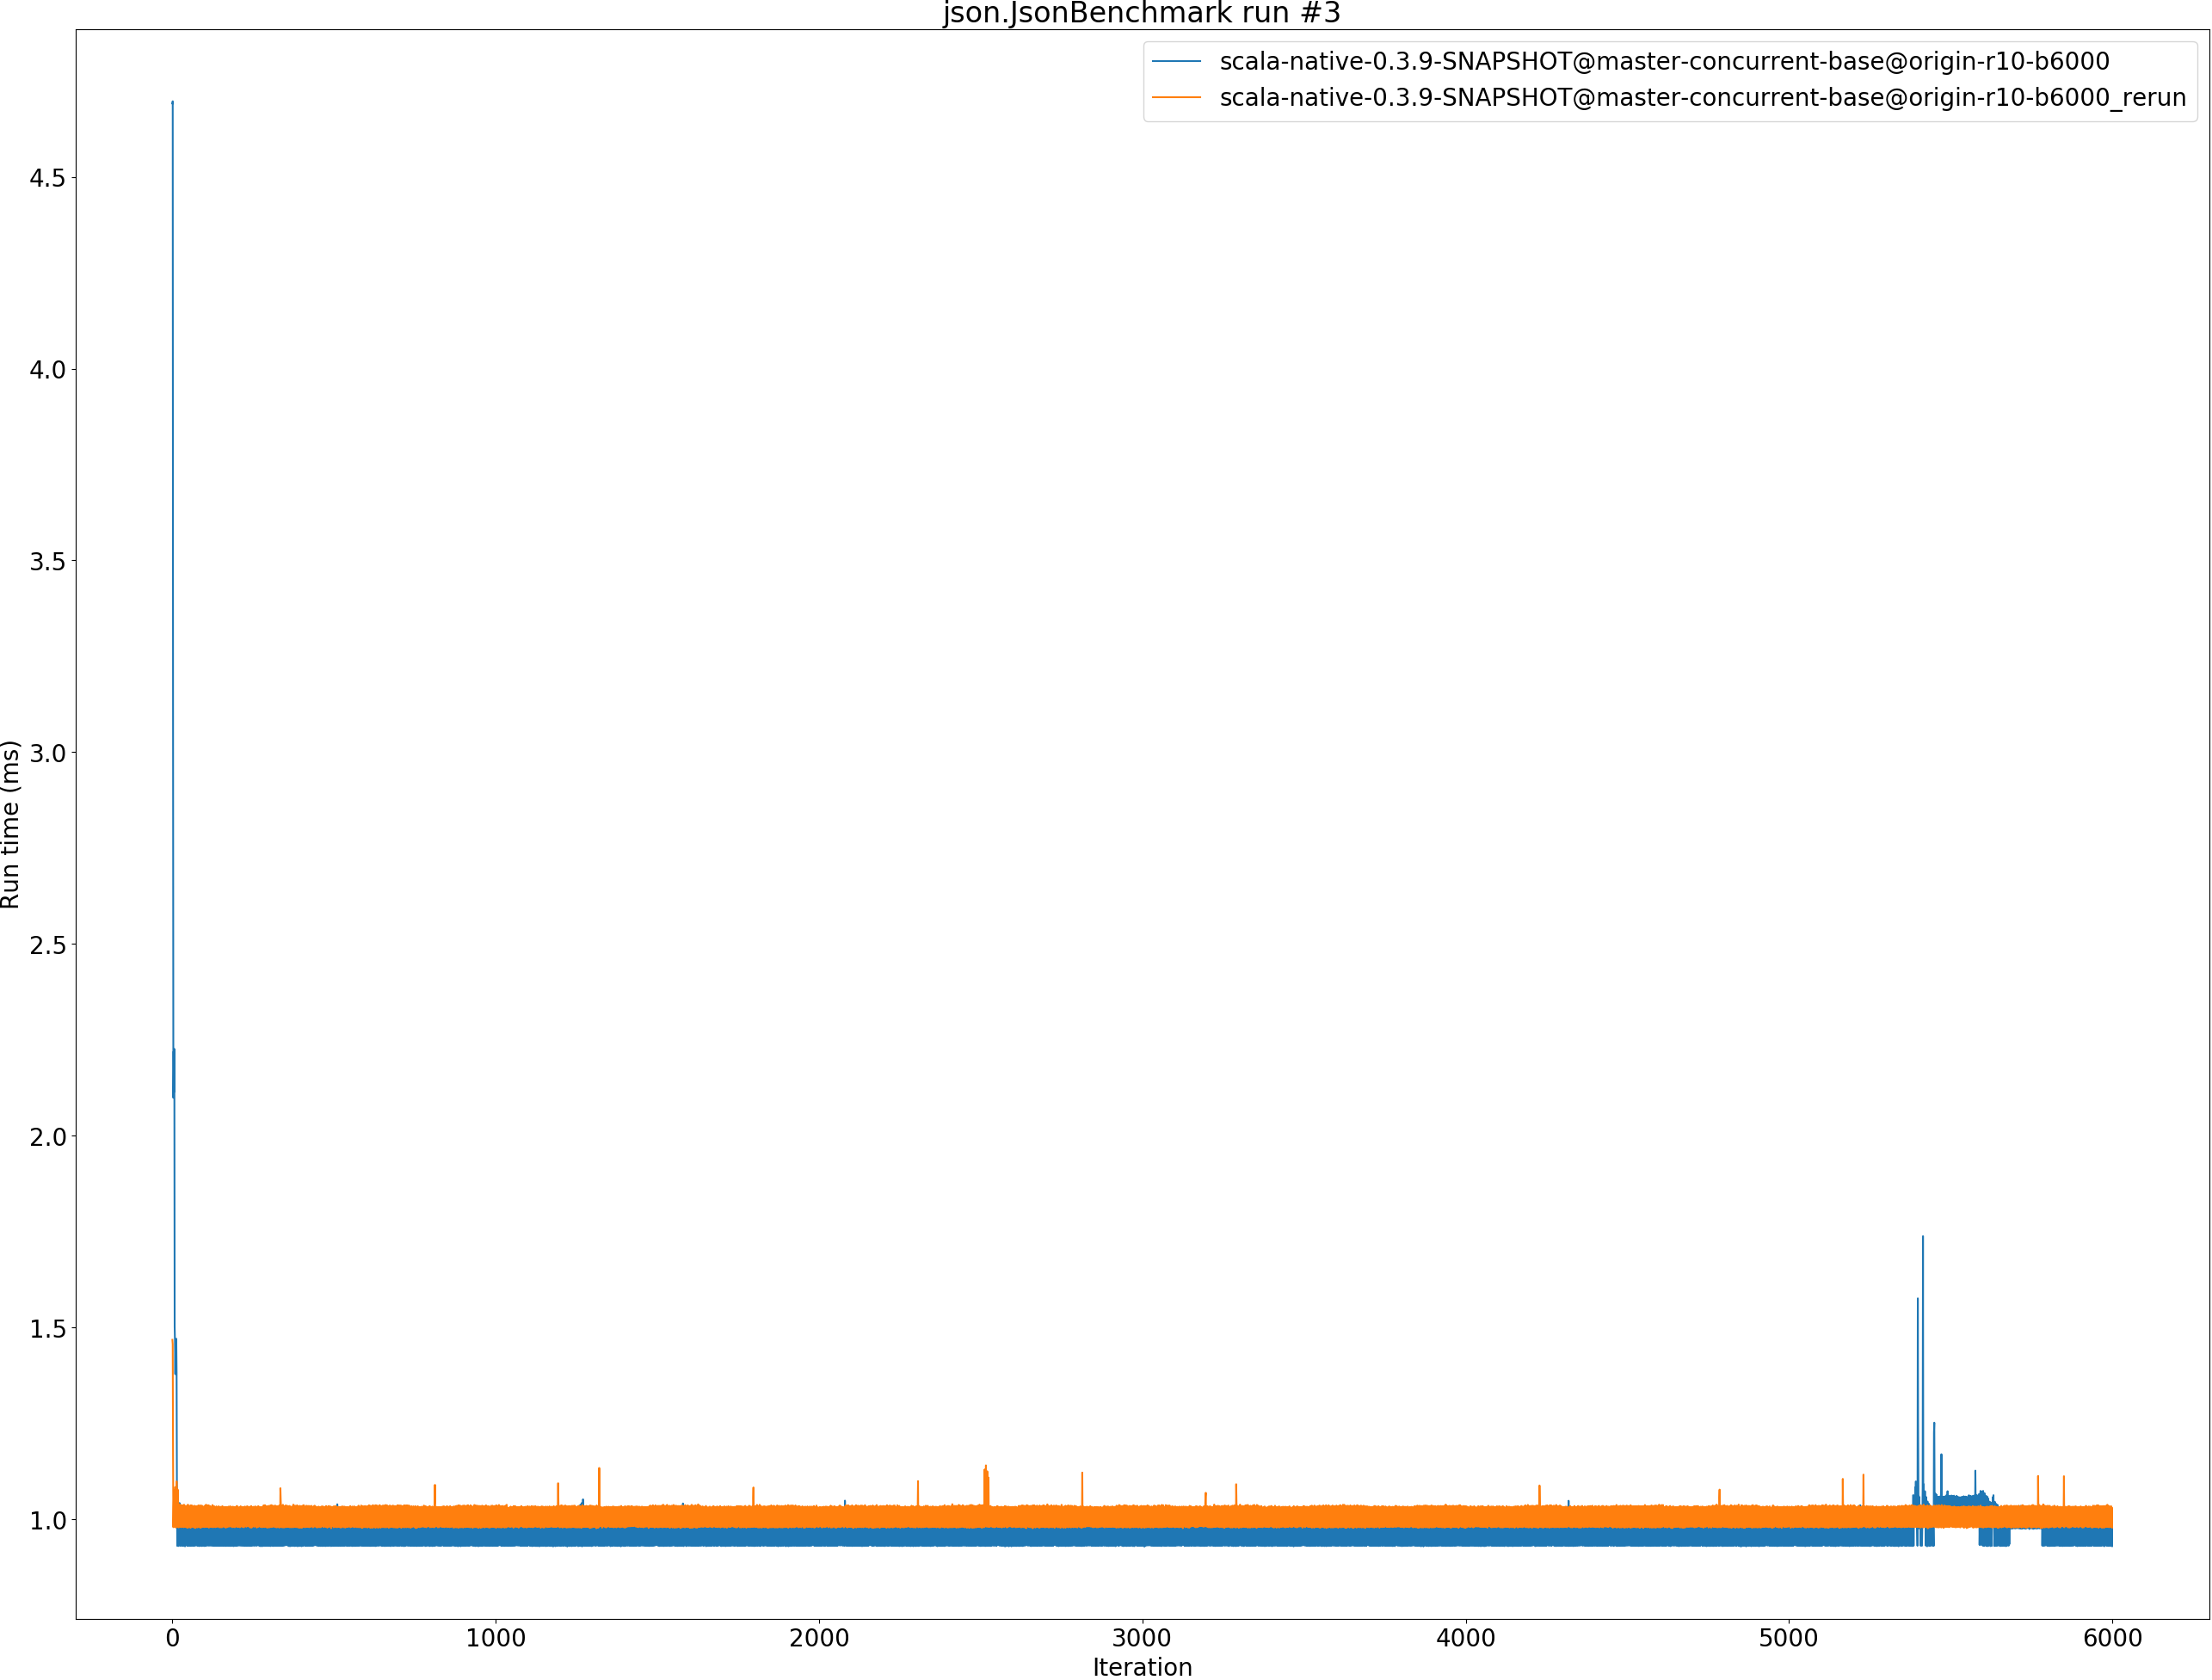 json.JsonBenchmark run #3
scala-native-0.3.9-SNAPSHOT@master-concurrent-base@origin-r10-b6000
scala-native-0.3.9-SNAPSHOT@master-concurrent-base@origin-r10-b6000_rerun
4.5
4.0
3.5
3.0
2.5
2.0
1.5
1.0
Run time (ms)
0 1000 2000 3000 4000 5000 6000
Iteration